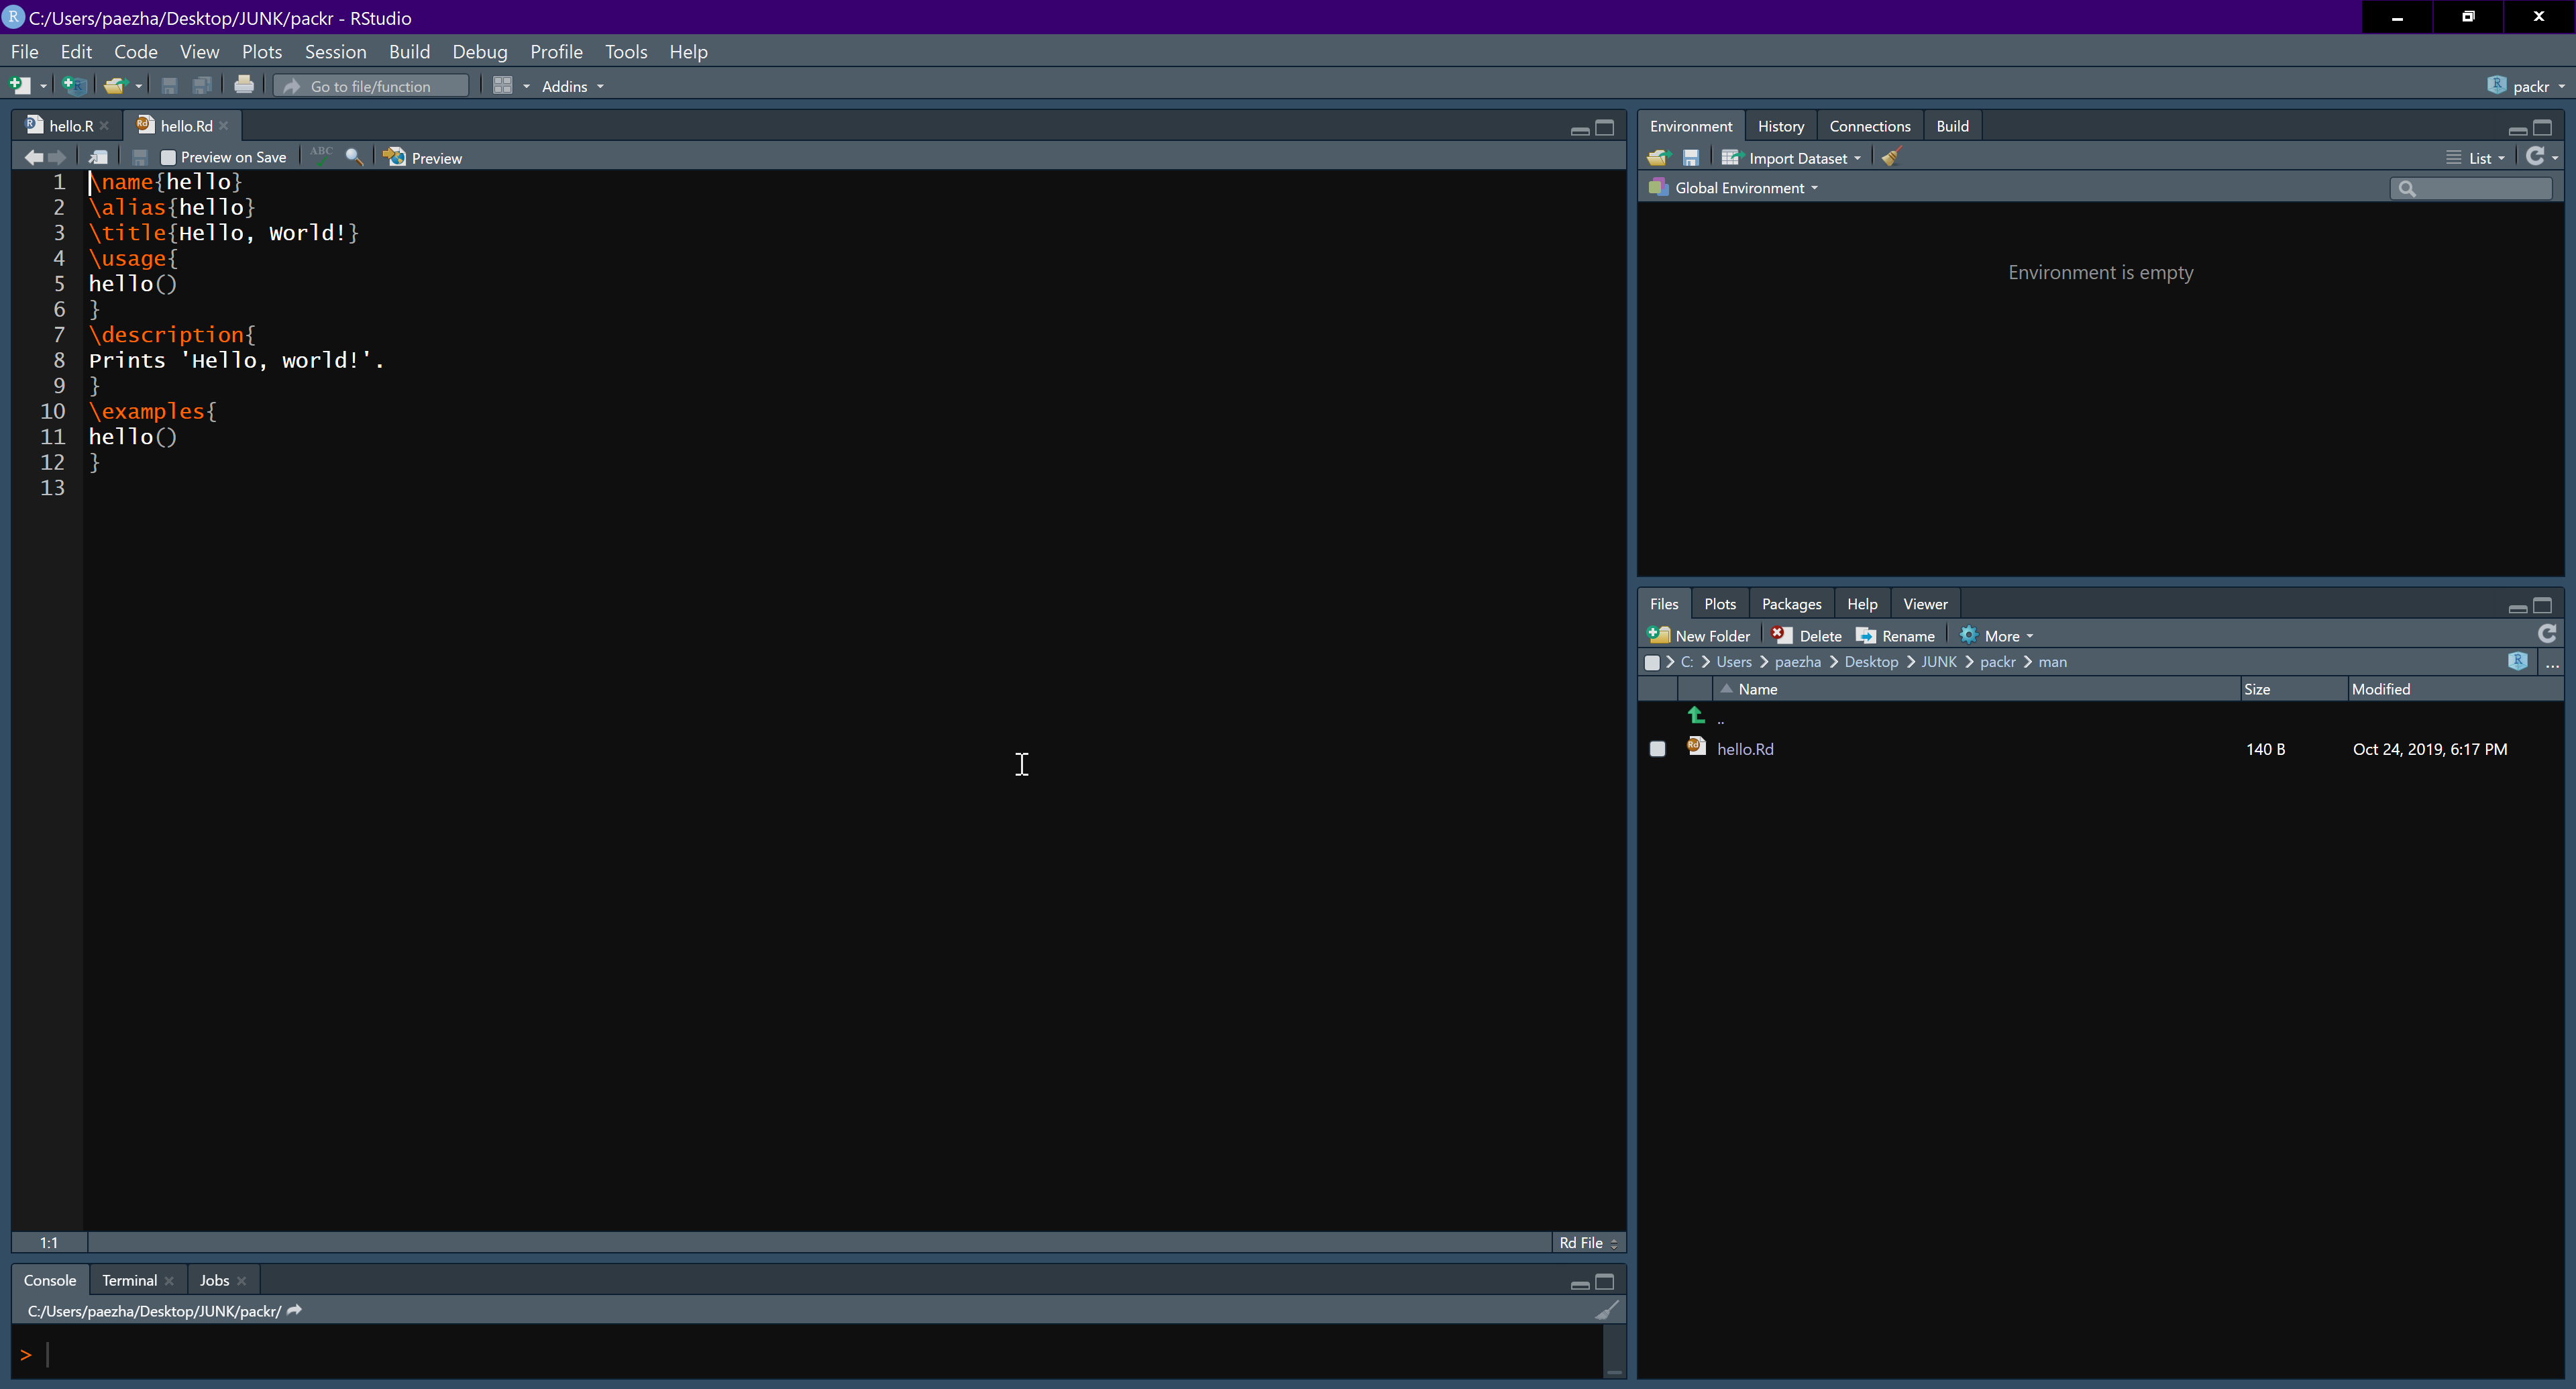 C:/Users/paezha/Desktop/JUNK/packr - RStudio
File Edit Code View Plots Session Build Debug Profile Tools Help
Go to file/function Addins packr
hello.R hello.Rd
Preview on Save ABC Preview
1 \name{hello}
2 \alias{hello}
3 \title{Hello, World!}
4 \usage{
5 hello()
6 }
7 \description{
8 Prints 'Hello, world!'.
9 }
10 \examples{
11 hello()
12 }
13
1:1 Rd File
Console Terminal Jobs
C:/Users/paezha/Desktop/JUNK/packr/
>
Environment History Connections Build
Import Dataset List
Global Environment
Environment is empty
Files Plots Packages Help Viewer
New Folder Delete Rename More
C: > Users > paezha > Desktop > JUNK > packr > man ...
Name Size Modified
..
hello.Rd 140 B Oct 24, 2019, 6:17 PM